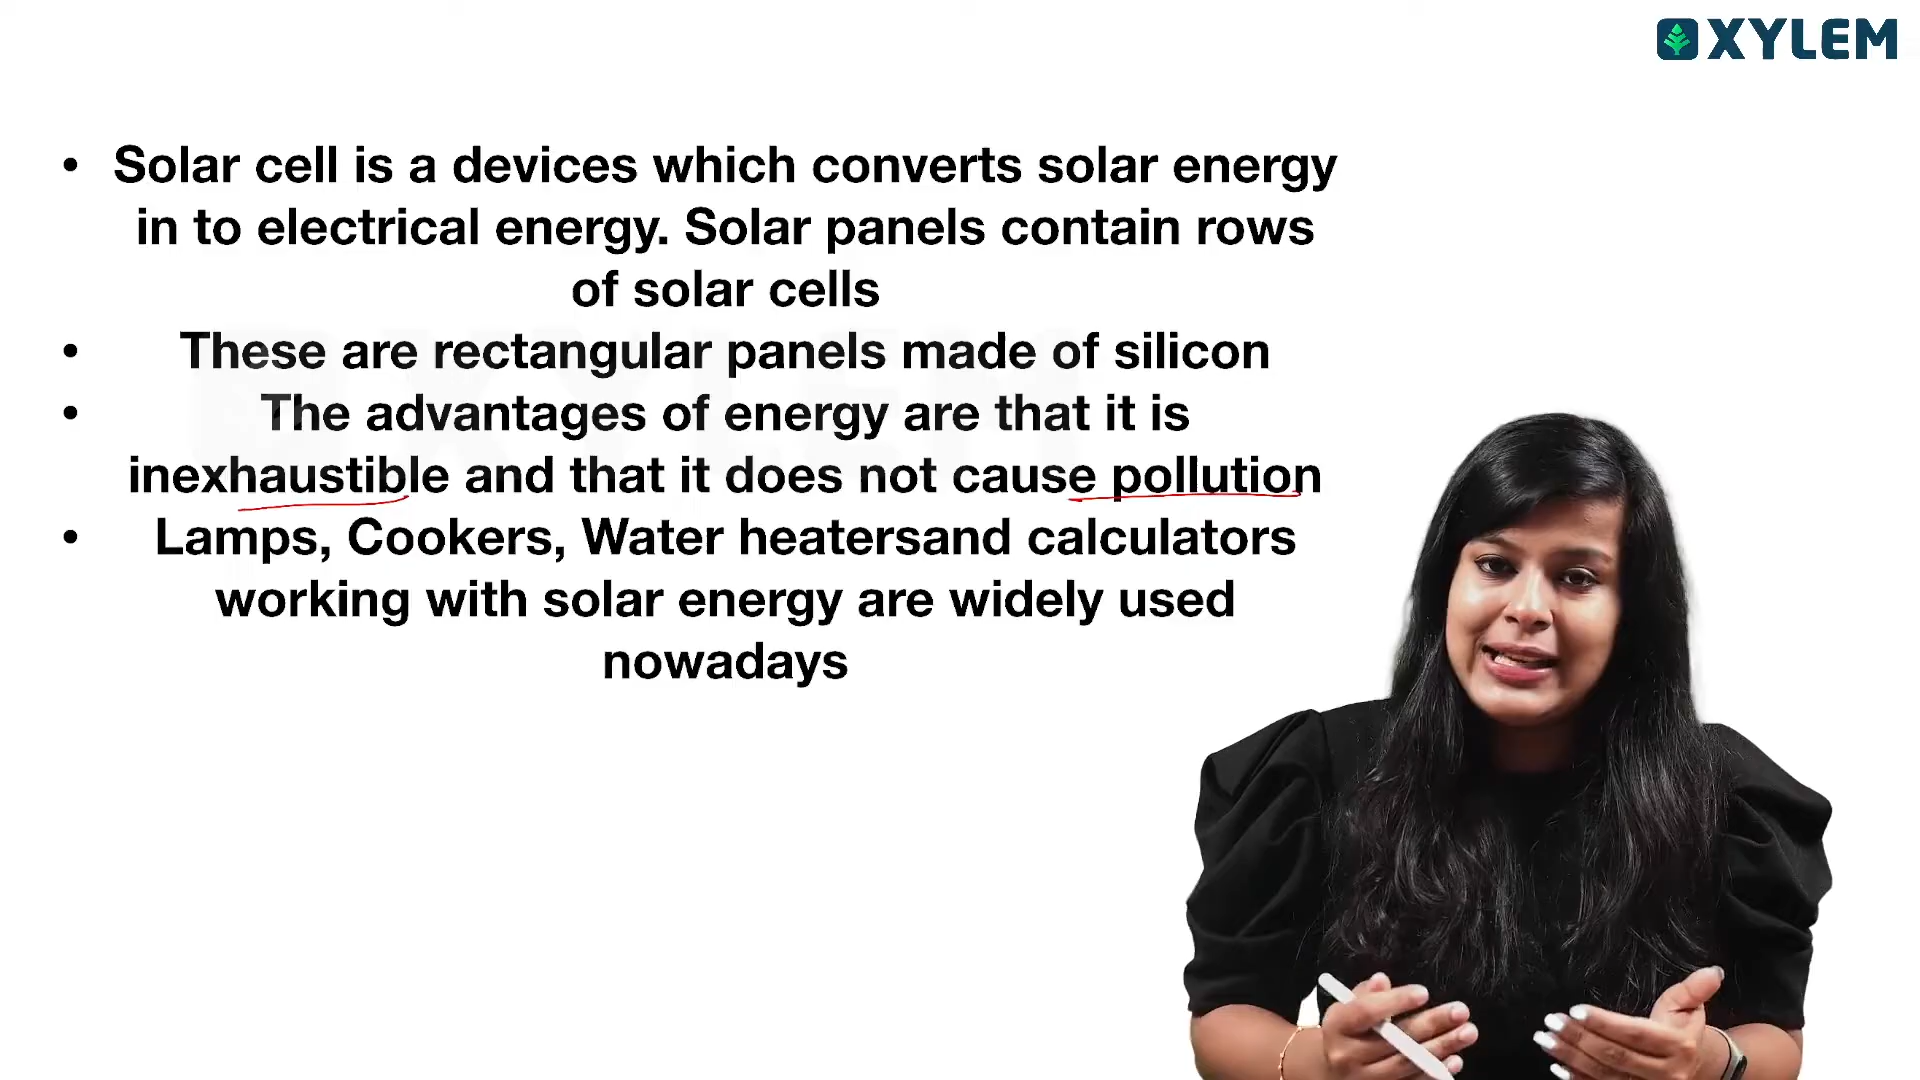 XYLEM
• Solar cell is a devices which converts solar energy
in to electrical energy. Solar panels contain rows
of solar cells
• These are rectangular panels made of silicon
• The advantages of energy are that it is
inexhaustible and that it does not cause pollution
• Lamps, Cookers, Water heatersand calculators
working with solar energy are widely used
nowadays